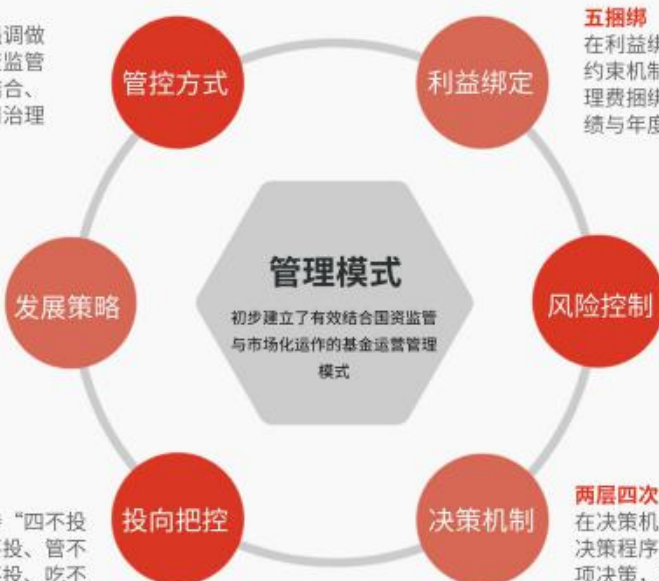 调做
监管
合、
治理
管控方式
利益绑定
五捆绑
在利益绑
约束机制
理费捆绑
绩与年度
发展策略
管理模式
初步建立了有效结合国资监管
与市场化运作的基金运营管理
模式
风险控制
“四不投
投、管不
投、吃不
投向把控
决策机制
两层四次
在决策机
决策程序
项决策，